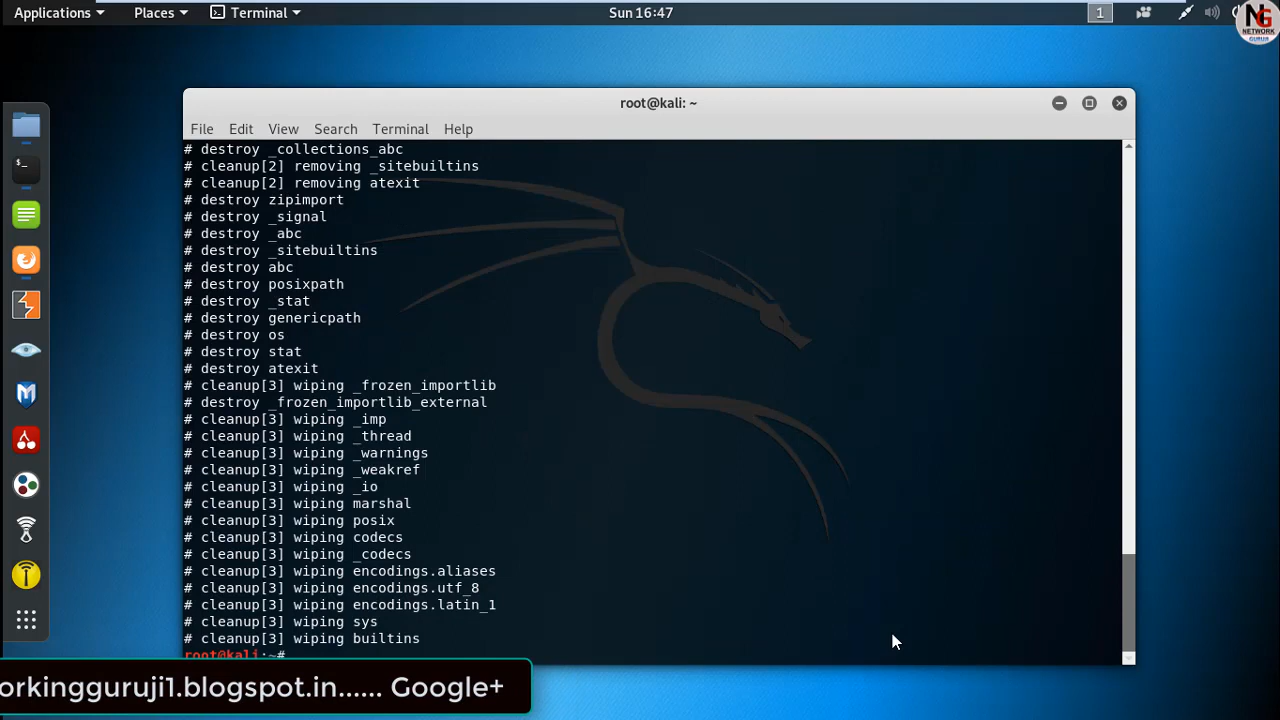 Applications Places Terminal Sun 16:47 1
NG
NETWORK
root@kali: ~
File Edit View Search Terminal Help
# destroy _collections_abc
# cleanup[2] removing _sitebuiltins
# cleanup[2] removing atexit
# destroy zipimport
# destroy _signal
# destroy _abc
# destroy _sitebuiltins
# destroy abc
# destroy posixpath
# destroy _stat
# destroy genericpath
# destroy os
# destroy stat
# destroy atexit
# cleanup[3] wiping _frozen_importlib
# destroy _frozen_importlib_external
# cleanup[3] wiping _imp
# cleanup[3] wiping _thread
# cleanup[3] wiping _warnings
# cleanup[3] wiping _weakref
# cleanup[3] wiping _io
# cleanup[3] wiping marshal
# cleanup[3] wiping posix
# cleanup[3] wiping codecs
# cleanup[3] wiping _codecs
# cleanup[3] wiping encodings.aliases
# cleanup[3] wiping encodings.utf_8
# cleanup[3] wiping encodings.latin_1
# cleanup[3] wiping sys
# cleanup[3] wiping builtins
root@kali:~#
orkingguruji1.blogspot.in...... Google+